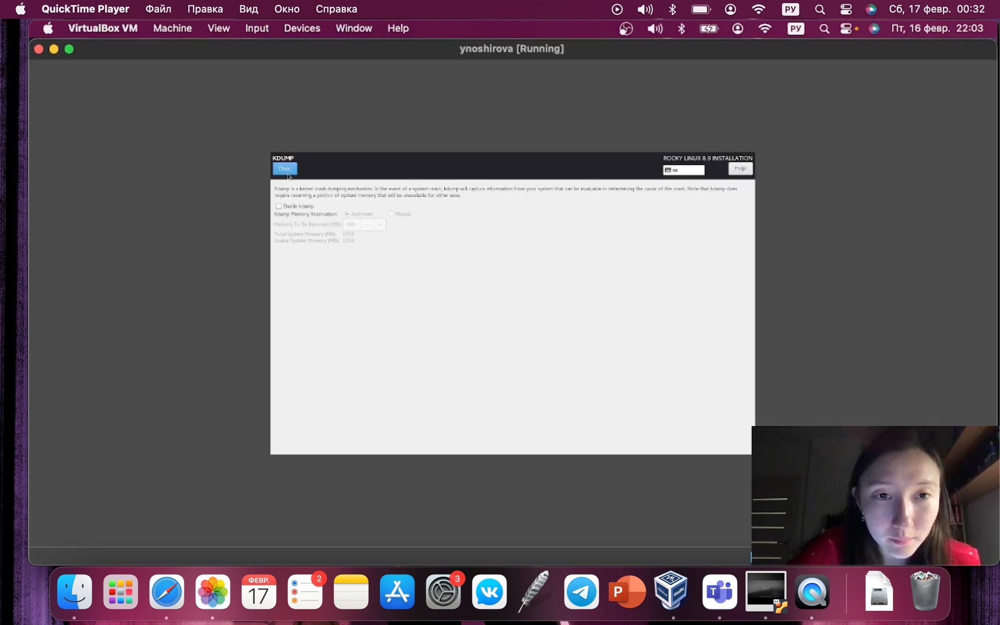 QuickTime Player Файл Правка Вид Окно Справка РУ Сб, 17 февр. 00:32
VirtualBox VM Machine View Input Devices Window Help РУ Пт, 16 февр. 22:03
ynoshirova [Running]
KDUMP ROCKY LINUX 8.9 INSTALLATION
Done us Help!
Kdump is a kernel crash dumping mechanism. In the event of a system crash, kdump will capture information from your system that can be invaluable in determining the cause of the crash. Note that kdump does
require reserving a portion of system memory that will be unavailable for other uses.
Enable kdump
Kdump Memory Reservation: Automatic Manual
Memory To Be Reserved (MB): 160 − +
Total System Memory (MB): 1958
Usable System Memory (MB): 1798
ФЕВР. 2 3
17 P T